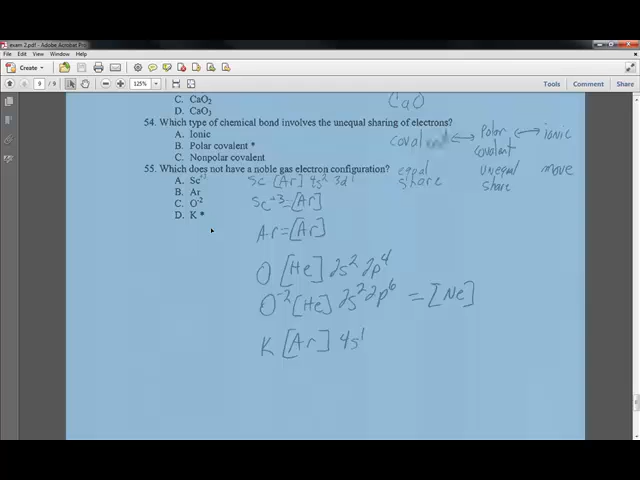 exam 2.pdf - Adobe Acrobat Pro
File Edit View Window Help
Create
9 / 9 125% Tools Comment Share
C. CaO2
D. CaO3
CaO
54. Which type of chemical bond involves the unequal sharing of electrons?
A. Ionic
B. Polar covalent *
C. Nonpolar covalent
coval ↔ Polar covalent ↔ ionic
equal share unequal share move
55. Which does not have a noble gas electron configuration?
A. Sc+3
B. Ar
C. O-2
D. K *
Sc [Ar] 4s2 3d1
Sc+3 = [Ar]
Ar = [Ar]
O [He] 2s2 2p4
O-2 [He] 2s2 2p6 = [Ne]
K [Ar] 4s1